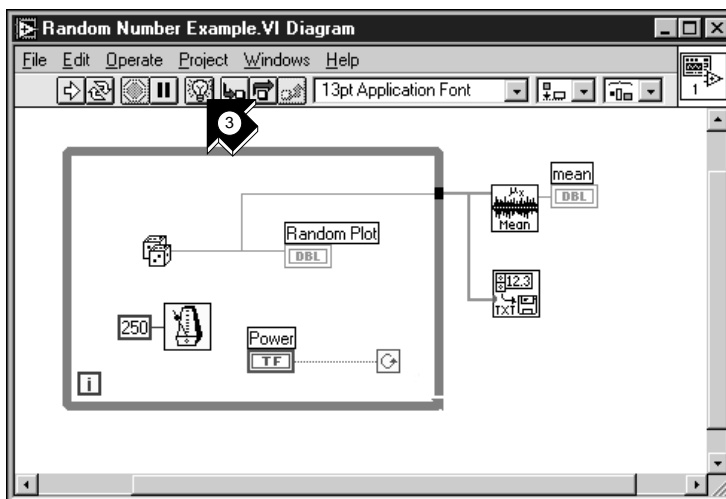 Random Number Example.VI Diagram
File Edit Operate Project Windows Help
13pt Application Font
1
3
mean
DBL
μx
Mean
Random Plot
DBL
12.3
TXT
250
Power
TF
i